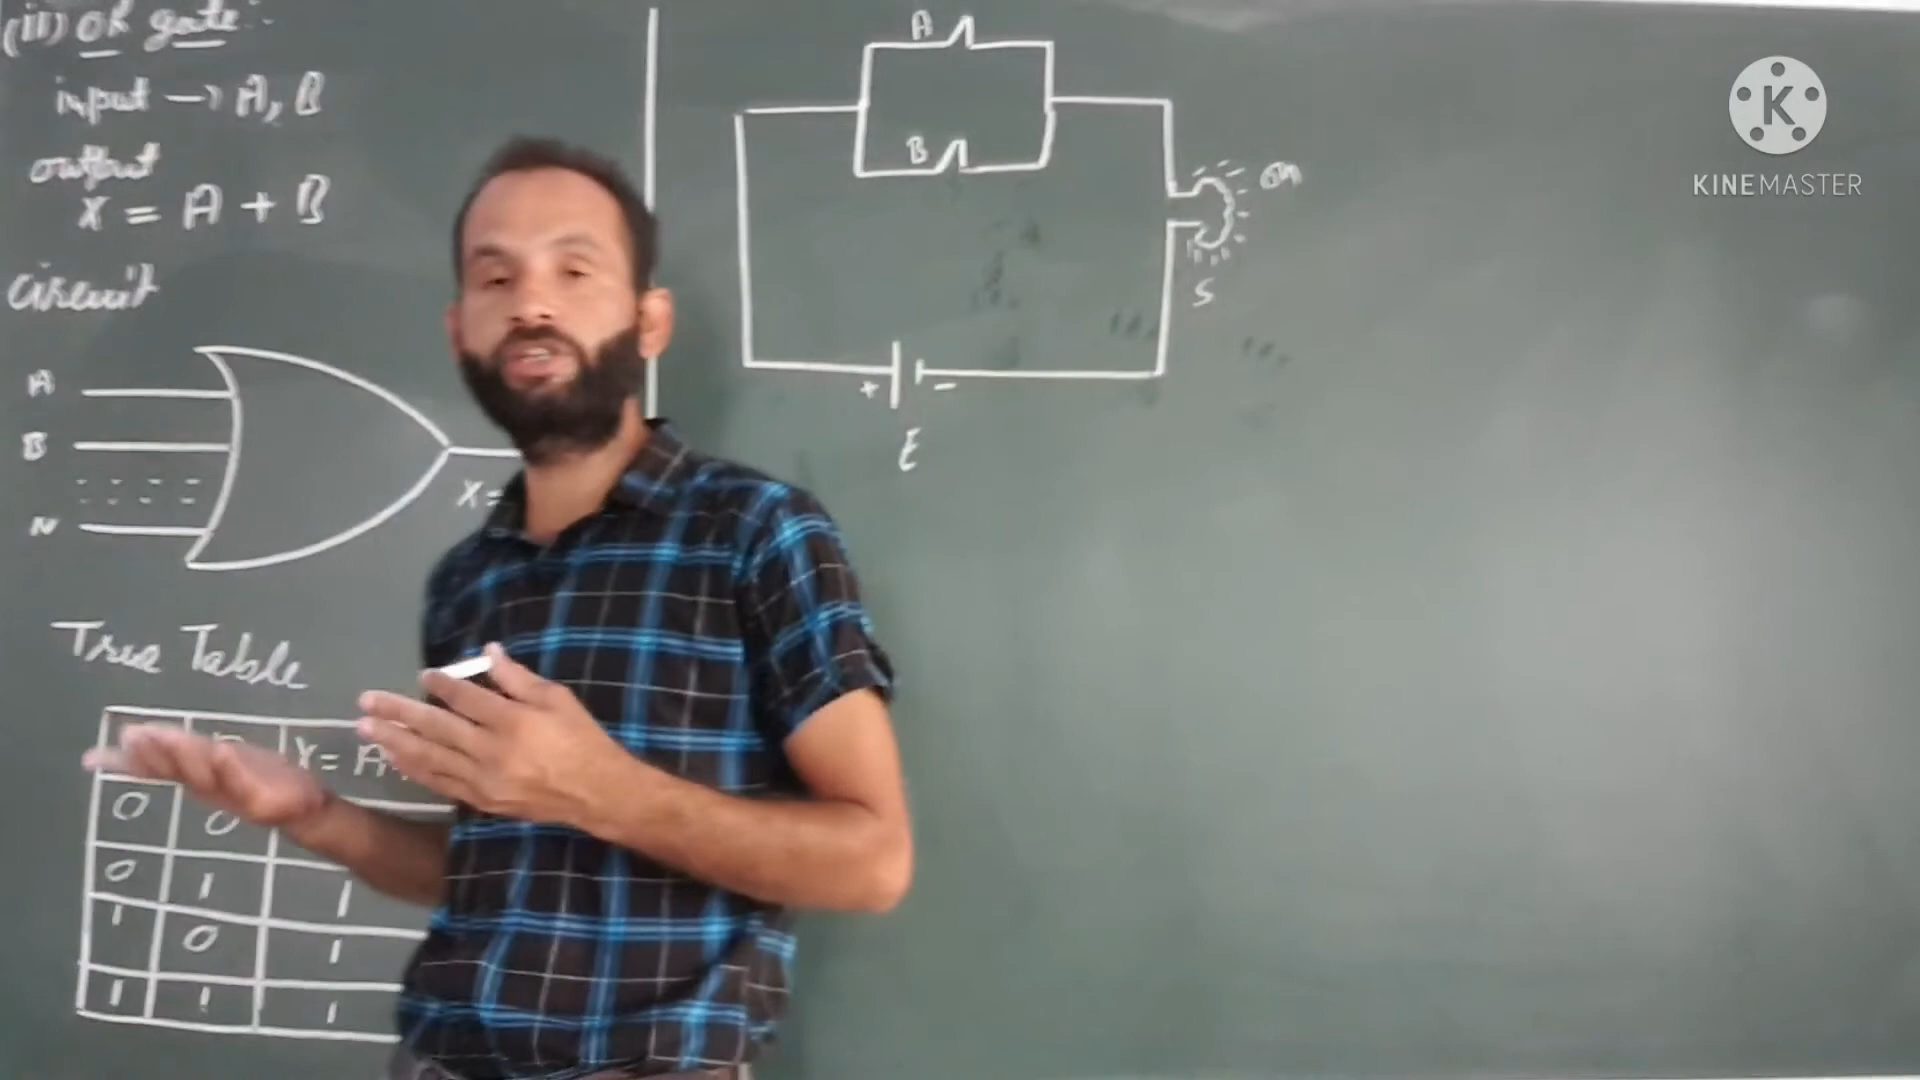 (ii) OR gate :-
input → A, B
output
X = A + B
Circuit
A
B
N
X =
True Table
X = A+
0 0
0 1 1
1 0 1
1 1 1
A
B
on
S
+ -
E
K
KINEMASTER